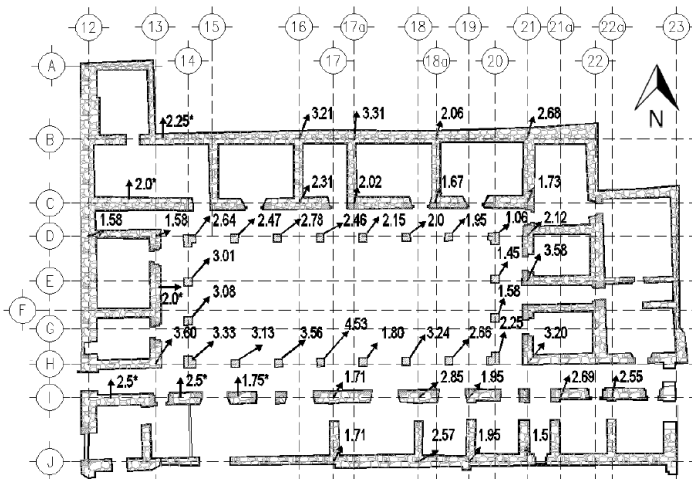 12 13 15 16 17a 18 19 21 21a 22a 23
14 17 18a 20 22
A
N
B 2.25* 3.21 3.31 2.06 2.68
2.0* 2.31 2.02 1.67 1.73
C
D 1.58 1.58 2.64 2.47 2.78 2.46 2.15 2.0 1.95 1.06 2.12
E 3.01 1.45 3.58
2.0*
F 3.08 1.58
G
H 3.60 3.33 3.13 3.56 4.53 1.80 3.24 2.66 2.25 3.20
I 2.5* 2.5* 1.75* 1.71 2.85 1.95 2.69 2.55
J 1.71 2.57 1.95 1.5